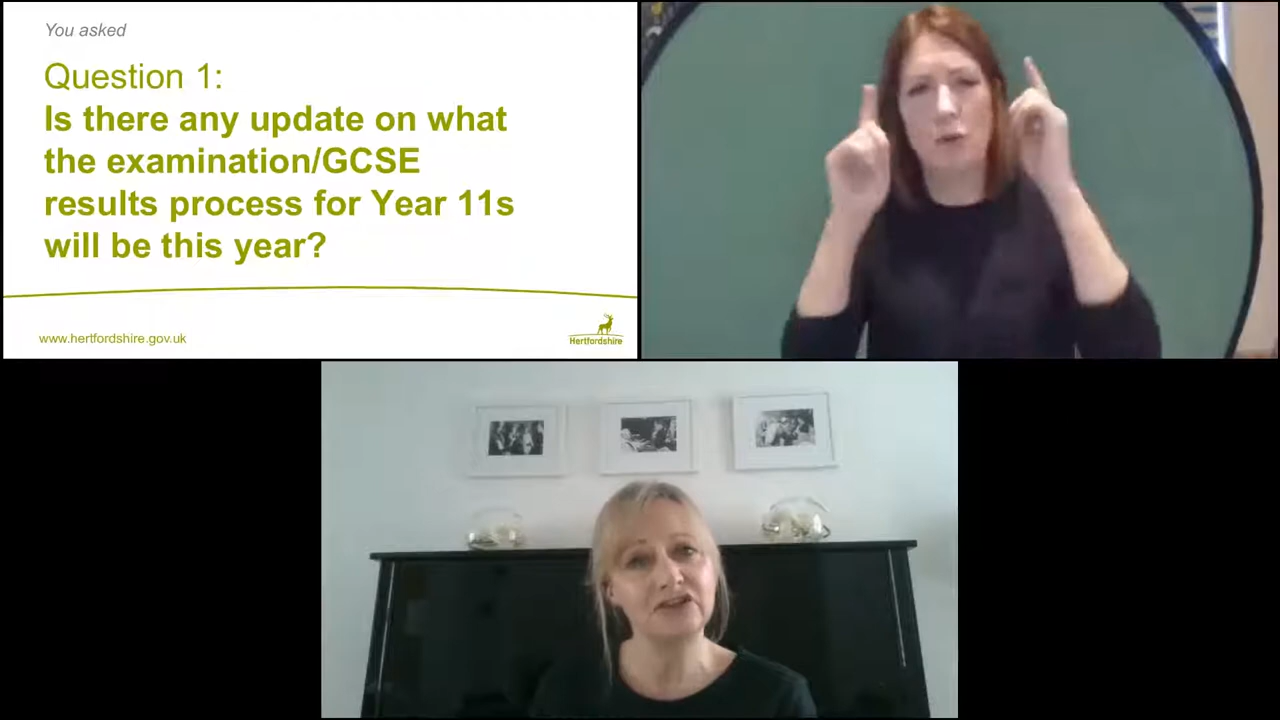 You asked
Question 1:
Is there any update on what
the examination/GCSE
results process for Year 11s
will be this year?
www.hertfordshire.gov.uk
Hertfordshire